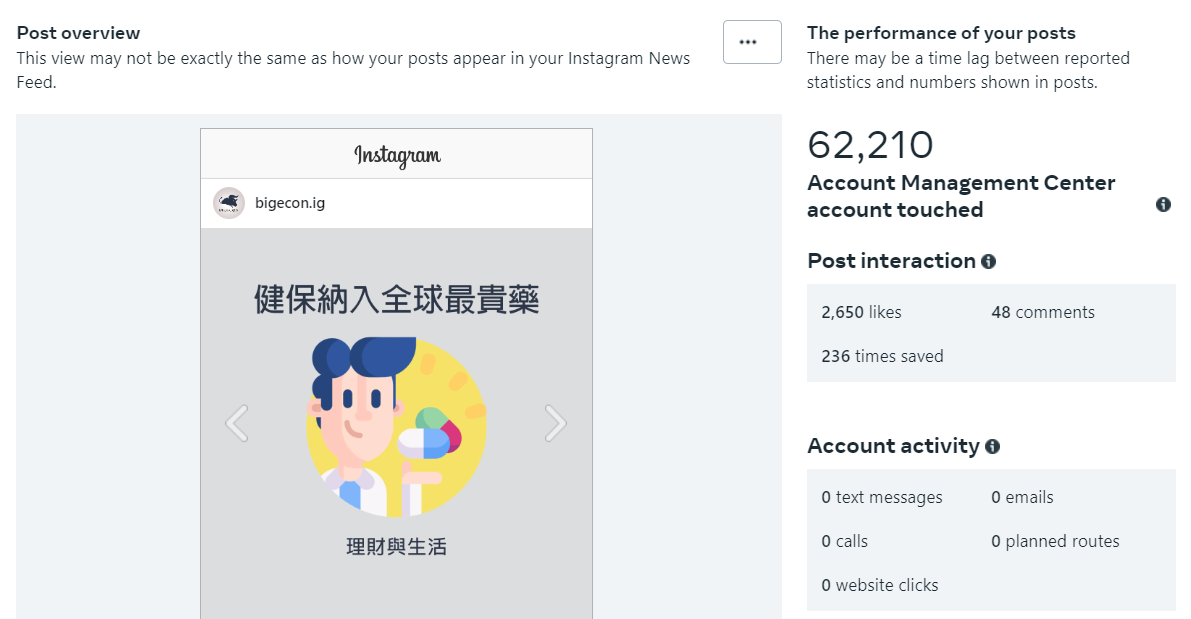 Post overview
This view may not be exactly the same as how your posts appear in your Instagram News
Feed.
Instagram
bigecon.ig
健保納入全球最貴藥
理財與生活
The performance of your posts
There may be a time lag between reported
statistics and numbers shown in posts.
62,210
Account Management Center
account touched
Post interaction
2,650 likes
48 comments
236 times saved
Account activity
0 text messages
0 emails
0 calls
0 planned routes
0 website clicks